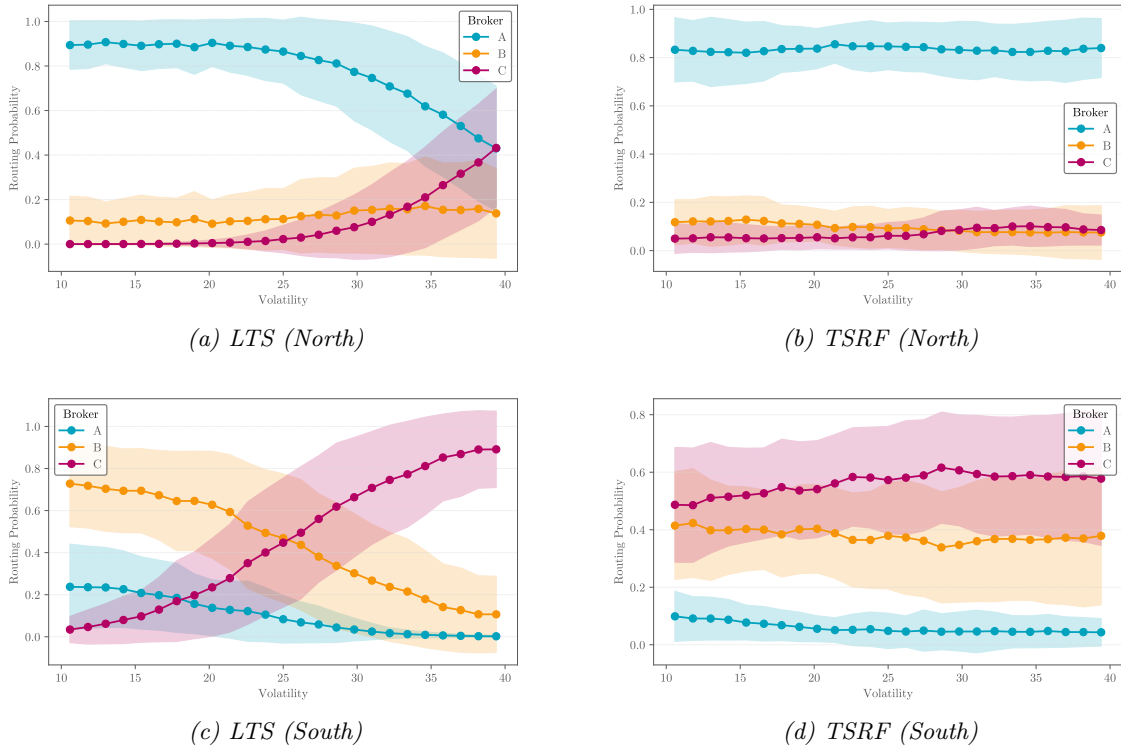 1.0
0.8
0.6
0.4
0.2
0.0
Routing Probability
10 15 20 25 30 35 40
Volatility
Broker
A
B
C
(a) LTS (North)
1.0
0.8
0.6
0.4
0.2
0.0
Routing Probability
10 15 20 25 30 35 40
Volatility
Broker
A
B
C
(b) TSRF (North)
1.0
0.8
0.6
0.4
0.2
0.0
Routing Probability
10 15 20 25 30 35 40
Volatility
Broker
A
B
C
(c) LTS (South)
0.8
0.6
0.4
0.2
0.0
Routing Probability
10 15 20 25 30 35 40
Volatility
Broker
A
B
C
(d) TSRF (South)